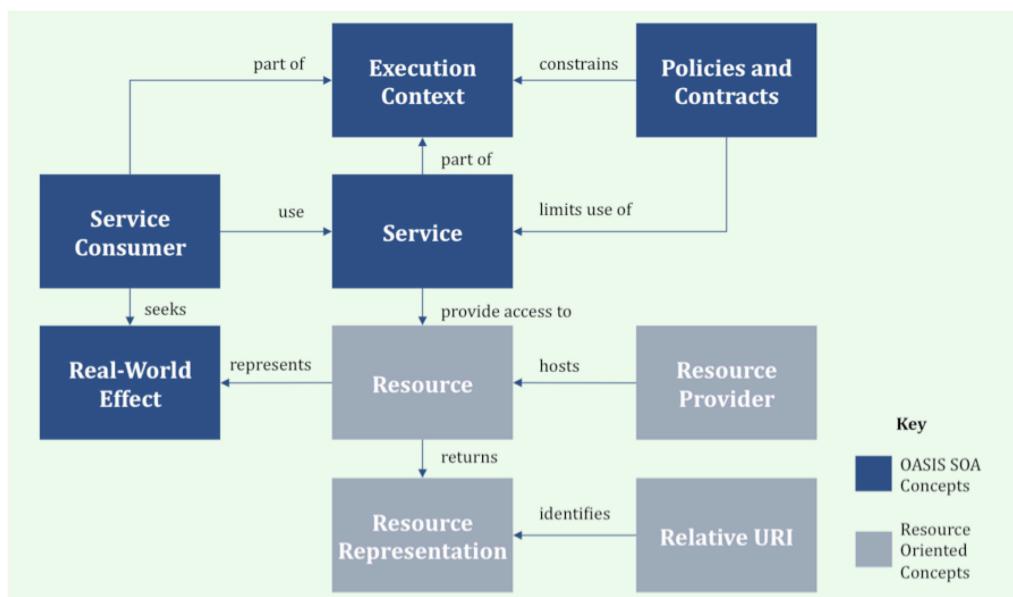 part of
Execution
Context
constrains
Policies and
Contracts
part of
Service
Consumer
use
Service
limits use of
seeks
provide access to
Real-World
Effect
represents
Resource
hosts
Resource
Provider
returns
Key
OASIS SOA
Concepts
Resource
Representation
identifies
Relative URI
Resource
Oriented
Concepts